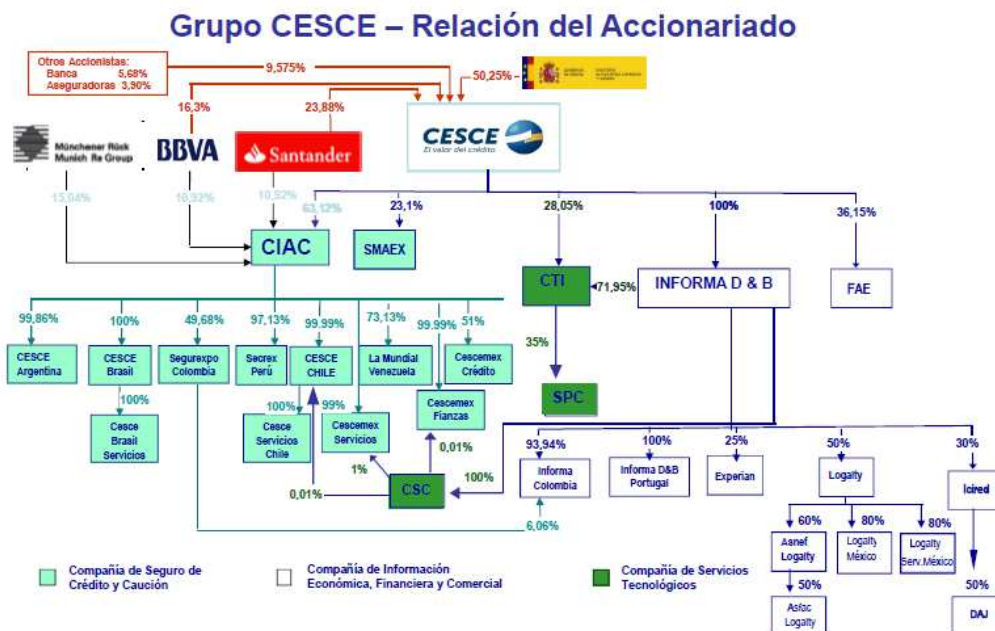 Grupo CESCE – Relación del Accionariado
Otros Accionistas:
Banca 5,68%
Aseguradoras 3,90%
9,575%
50,25%
16,3%
23,88%
Münchener Rück
Munich Re Group
BBVA
Santander
CESCE
El valor del crédito
15,04%
10,92%
10,92%
63,12%
23,1%
28,05%
100%
36,15%
CIAC
SMAEX
CTI
71,95%
INFORMA D & B
FAE
99,86%
100%
49,68%
97,13%
99,99%
73,13%
99,99%
51%
35%
CESCE
Argentina
CESCE
Brasil
Segurexpo
Colombia
Secrex
Perú
CESCE
CHILE
La Mundial
Venezuela
Cescemex
Crédito
SPC
100%
100%
99%
Cescemex
Fianzas
Cesce
Brasil
Servicios
Cesce
Servicios
Chile
Cescemex
Servicios
0,01%
1%
0,01%
CSC
100%
93,94%
100%
25%
50%
30%
Informa
Colombia
Informa D&B
Portugal
Experian
Logalty
Icired
6,06%
60%
80%
80%
Asnef
Logalty
Logalty
México
Logalty
Serv.México
50%
50%
Asfac
Logalty
DAJ
Compañía de Seguro de
Crédito y Caución
Compañía de Información
Económica, Financiera y Comercial
Compañía de Servicios
Tecnológicos